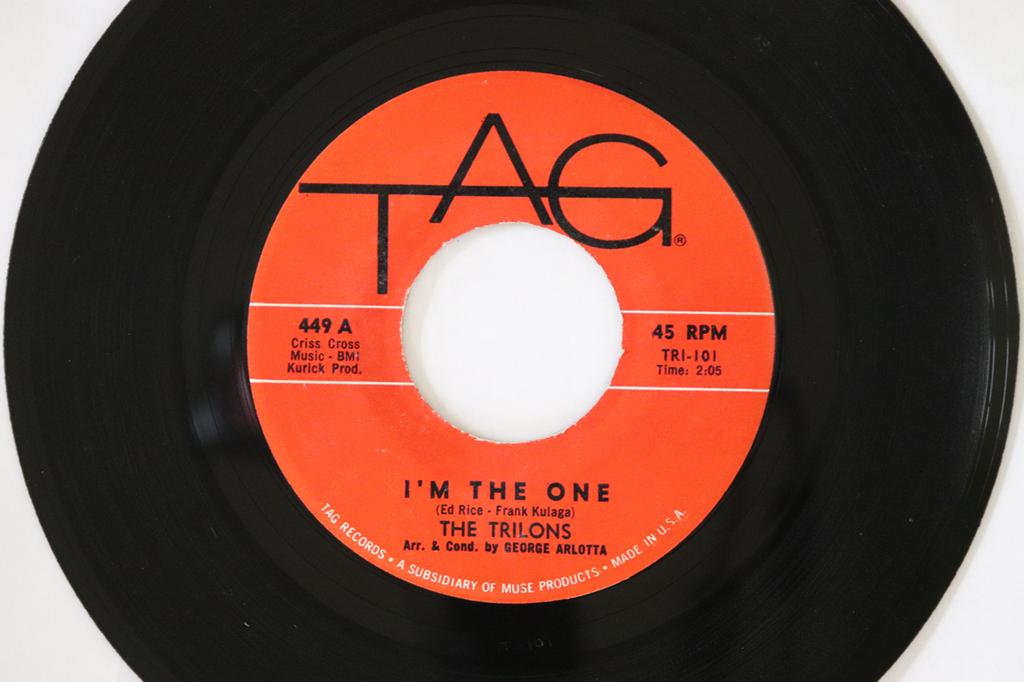 TAG®
449 A
Criss Cross
Music - BMI
Kurick Prod.
45 RPM
TRI-101
Time: 2:05
I'M THE ONE
(Ed Rice - Frank Kulaga)
THE TRILONS
Arr. & Cond. by GEORGE ARLOTTA
TAG RECORDS • A SUBSIDIARY OF MUSE PRODUCTS • MADE IN U.S.A.